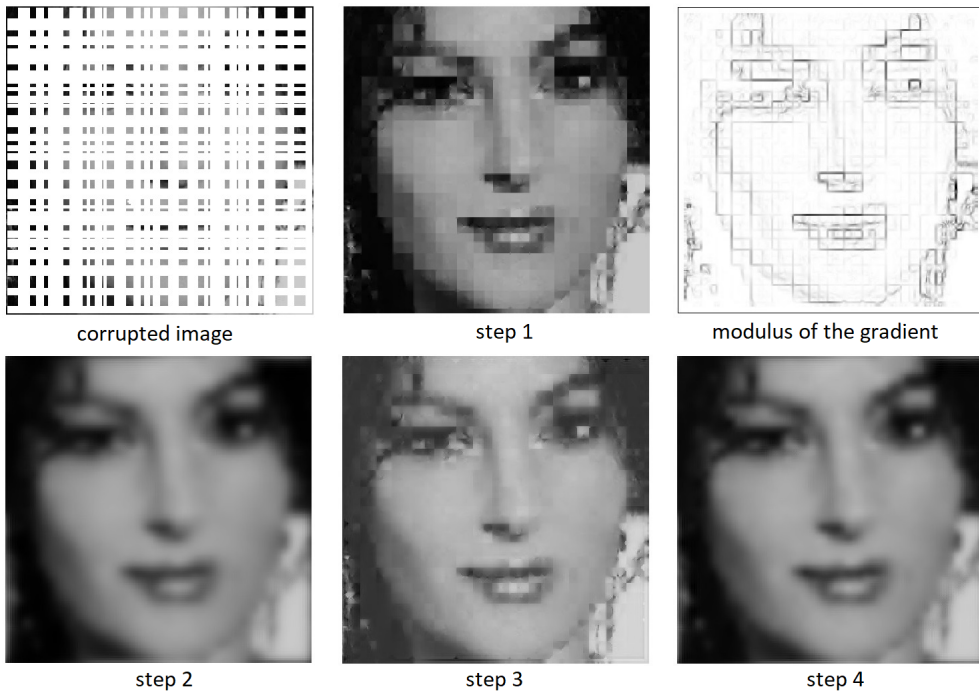 corrupted image
step 1
modulus of the gradient
step 2
step 3
step 4